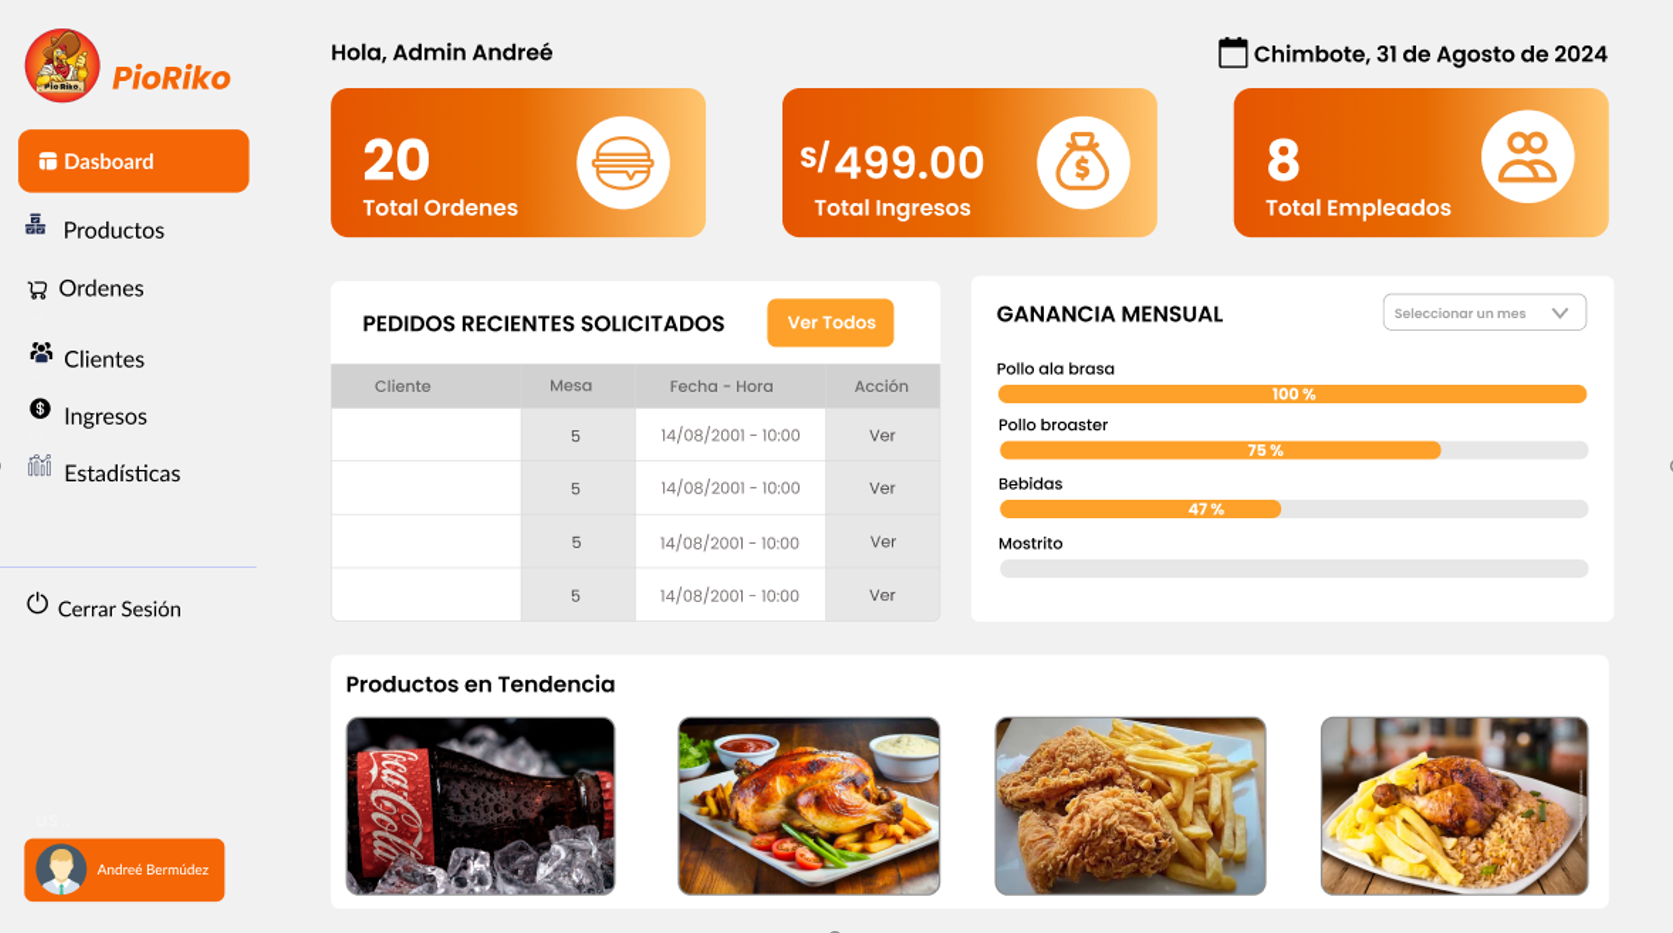 Pio Riko
PioRiko
Hola, Admin Andreé
Chimbote, 31 de Agosto de 2024
Dasboard
Productos
Ordenes
Clientes
Ingresos
Estadísticas
Cerrar Sesión
U.S.
Andreé Bermúdez
20
Total Ordenes
S/499.00
Total Ingresos
8
Total Empleados
PEDIDOS RECIENTES SOLICITADOS
Ver Todos
Cliente Mesa Fecha - Hora Acción
5 14/08/2001 - 10:00 Ver
5 14/08/2001 - 10:00 Ver
5 14/08/2001 - 10:00 Ver
5 14/08/2001 - 10:00 Ver
GANANCIA MENSUAL
Seleccionar un mes
Pollo ala brasa
100 %
Pollo broaster
75 %
Bebidas
47 %
Mostrito
Productos en Tendencia
Coca-Cola